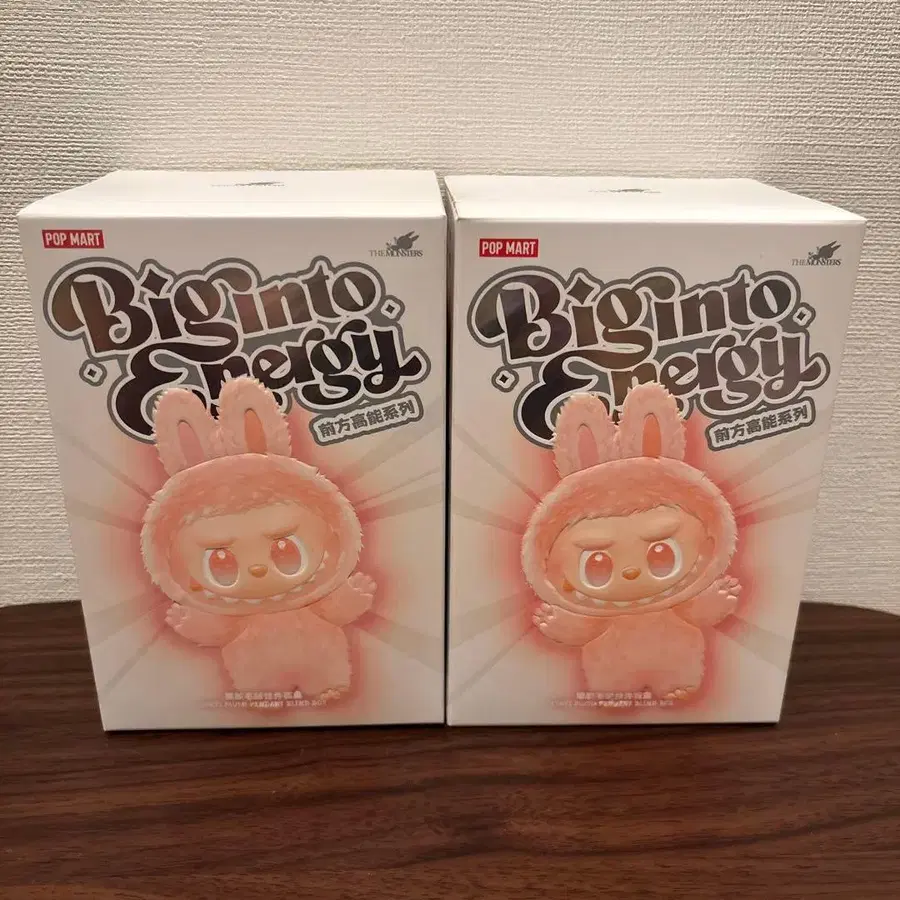 POP MART
THE MONSTERS
Big into
Energy
前方高能系列
POP MART
THE MONSTERS
Big into
Energy
前方高能系列